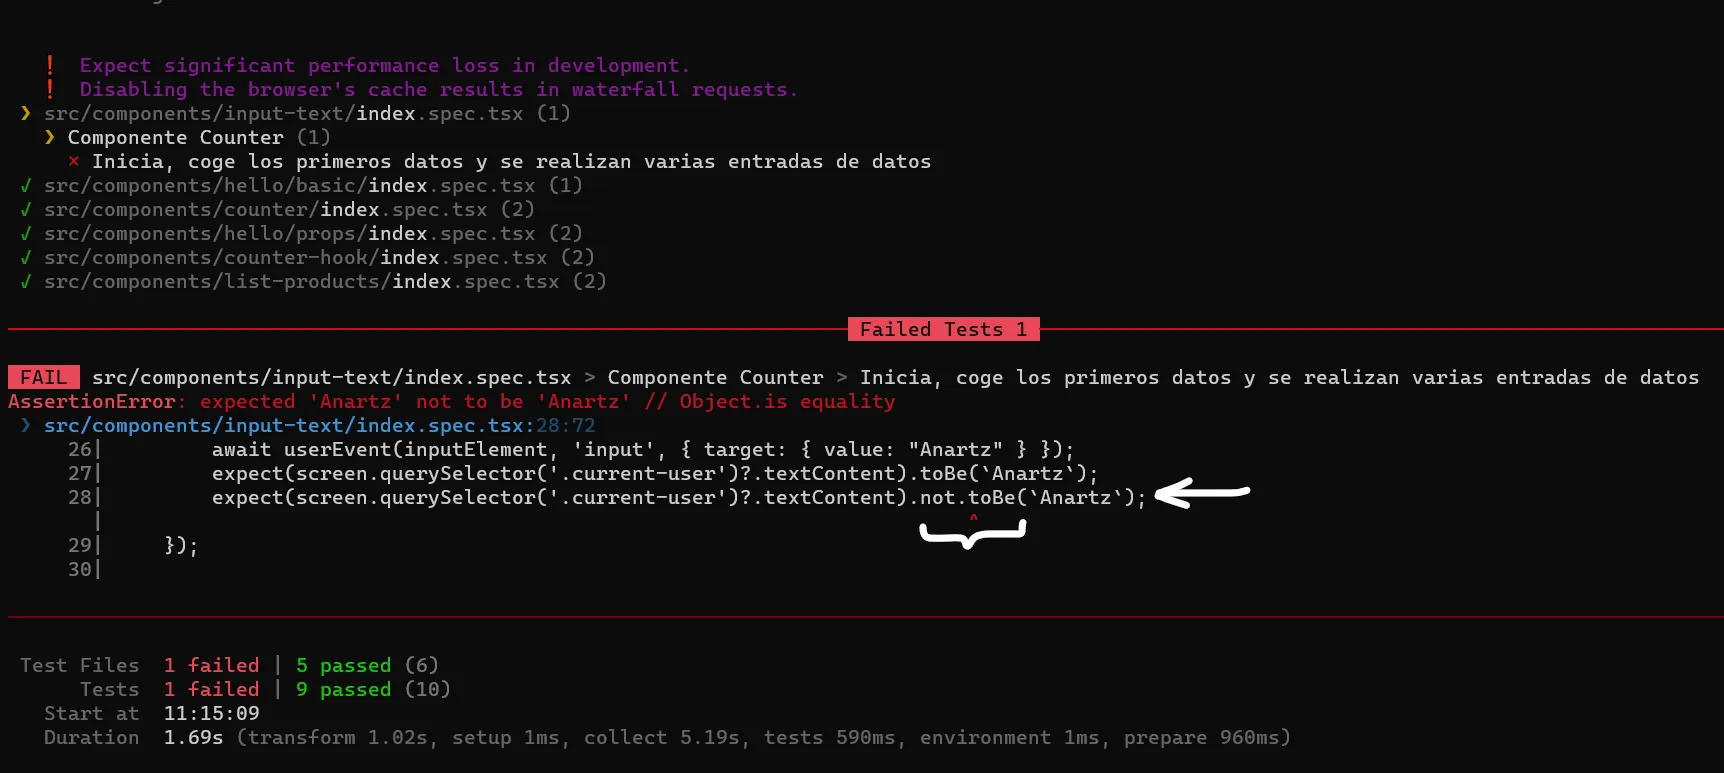 ! Expect significant performance loss in development.
! Disabling the browser's cache results in waterfall requests.
❯ src/components/input-text/index.spec.tsx (1)
❯ Componente Counter (1)
× Inicia, coge los primeros datos y se realizan varias entradas de datos
✓ src/components/hello/basic/index.spec.tsx (1)
✓ src/components/counter/index.spec.tsx (2)
✓ src/components/hello/props/index.spec.tsx (2)
✓ src/components/counter-hook/index.spec.tsx (2)
✓ src/components/list-products/index.spec.tsx (2)
Failed Tests 1
FAIL src/components/input-text/index.spec.tsx > Componente Counter > Inicia, coge los primeros datos y se realizan varias entradas de datos
AssertionError: expected 'Anartz' not to be 'Anartz' // Object.is equality
❯ src/components/input-text/index.spec.tsx:28:72
26| await userEvent(inputElement, 'input', { target: { value: "Anartz" } });
27| expect(screen.querySelector('.current-user')?.textContent).toBe(`Anartz`);
28| expect(screen.querySelector('.current-user')?.textContent).not.toBe(`Anartz`);
| ^
29| });
30|
Test Files 1 failed | 5 passed (6)
Tests 1 failed | 9 passed (10)
Start at 11:15:09
Duration 1.69s (transform 1.02s, setup 1ms, collect 5.19s, tests 590ms, environment 1ms, prepare 960ms)